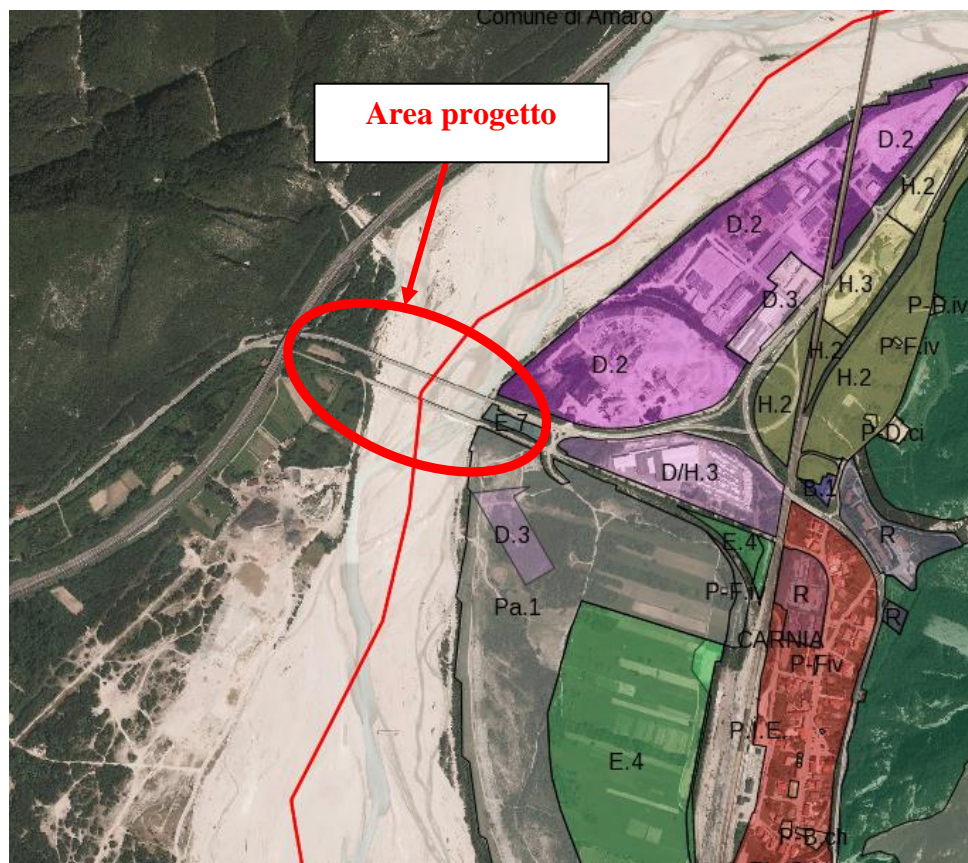 Comune di Amaro
Area progetto
D.2
H.2
D.2
H.3
D.3
P-D.iv
H.2
P-F.iv
D.2
H.2
H.2
P-D.ci
E.7
D/H.3
B.1
D.3
E.4
R
P-F.iv
R
Pa.1
R
CARNIA
P-F.iv
P.I.E.
E.4